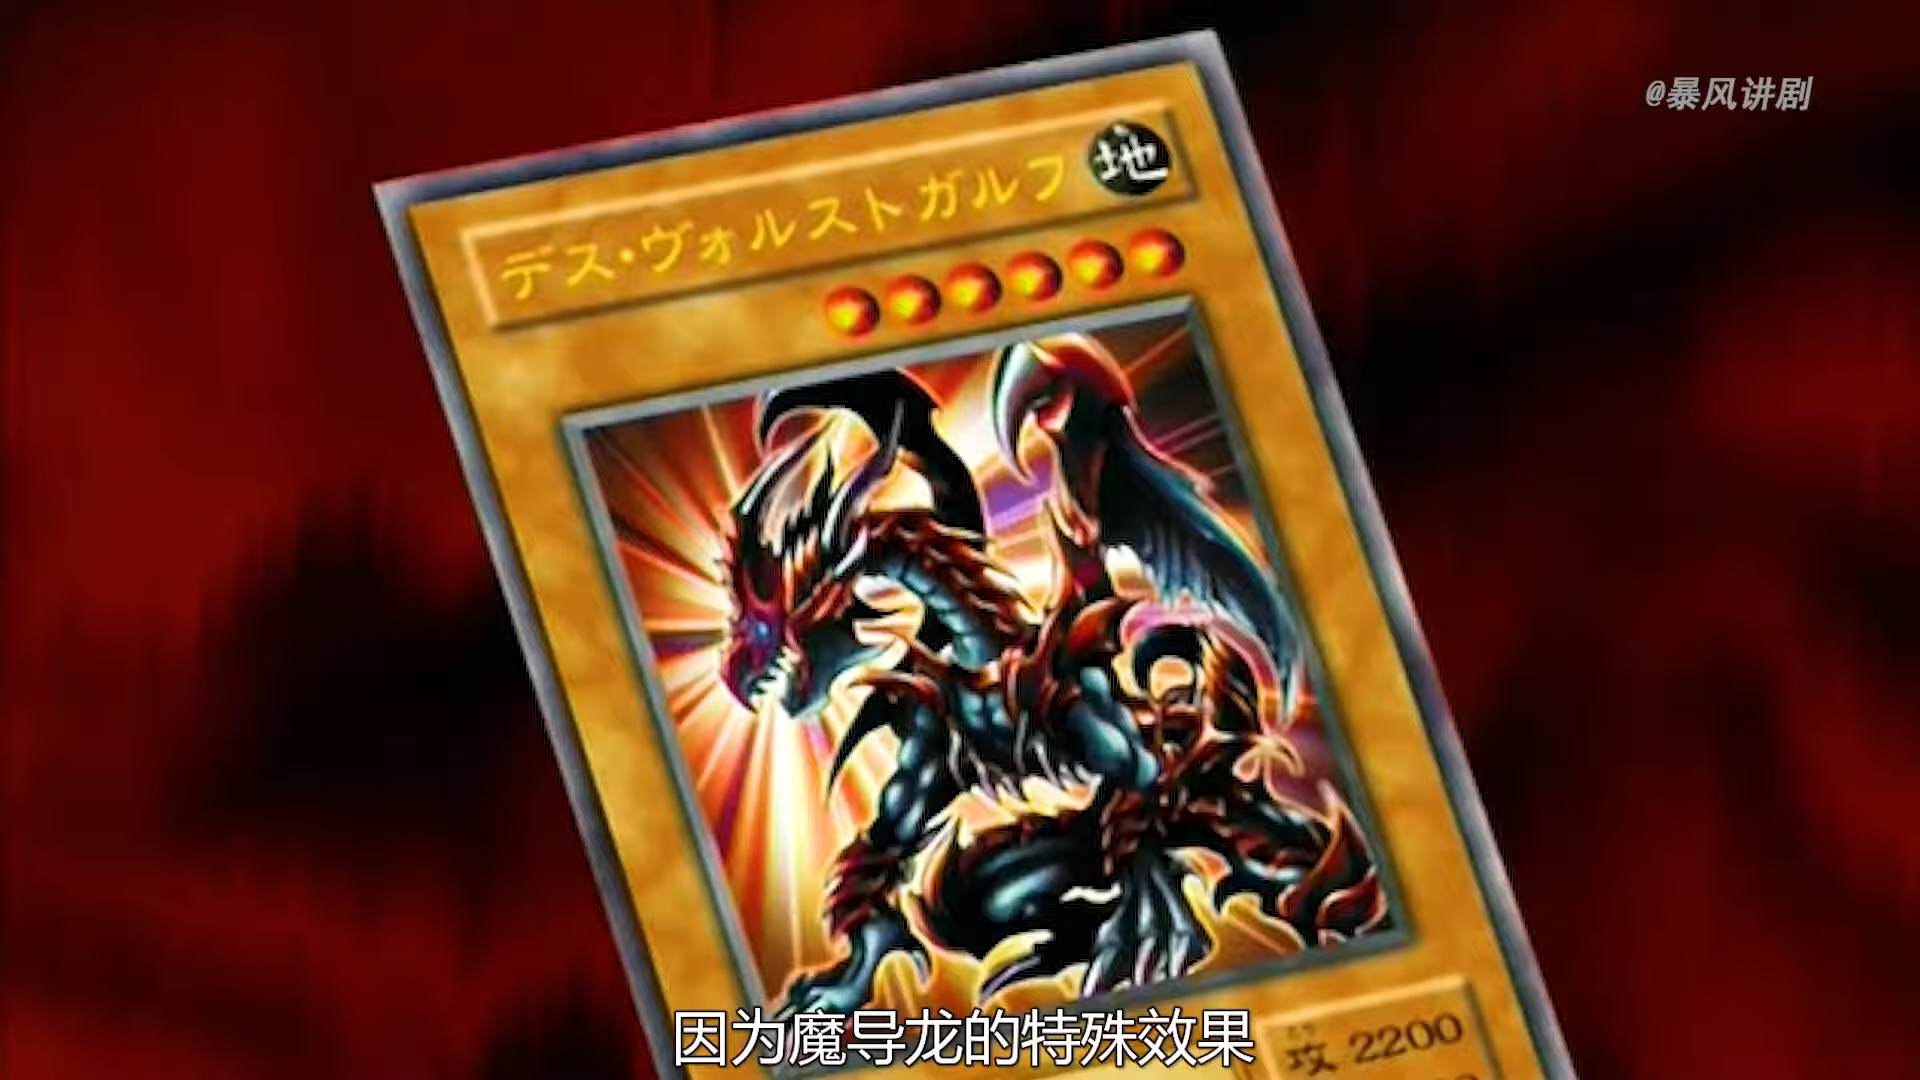 @暴风讲剧
デス・ヴォルストガルフ
地
攻 2200
因为魔导龙的特殊效果